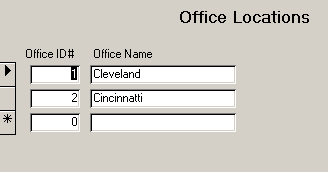 Office Locations
Office ID# Office Name
1 Cleveland
2 Cincinnatti
0